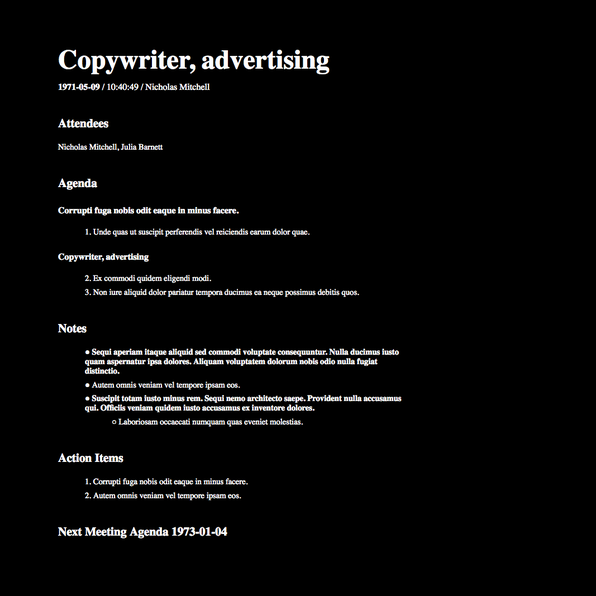 Copywriter, advertising
1971-05-09 / 10:40:49 / Nicholas Mitchell
Attendees
Nicholas Mitchell, Julia Barnett
Agenda
Corrupti fuga nobis odit eaque in minus facere.
1. Unde quas ut suscipit perferendis vel reiciendis earum dolor quae.
Copywriter, advertising
2. Ex commodi quidem eligendi modi.
3. Non iure aliquid dolor pariatur tempora ducimus ea neque possimus debitis quos.
Notes
● Sequi aperiam itaque aliquid sed commodi voluptate consequuntur. Nulla ducimus iusto
quam aspernatur ipsa dolores. Aliquam voluptatem dolorum nobis odio nulla fugiat
distinctio.
● Autem omnis veniam vel tempore ipsam eos.
● Suscipit totam iusto minus rem. Sequi nemo architecto saepe. Provident nulla accusamus
qui. Officiis veniam quidem iusto accusamus ex inventore dolores.
○ Laboriosam occaecati numquam quas eveniet molestias.
Action Items
1. Corrupti fuga nobis odit eaque in minus facere.
2. Autem omnis veniam vel tempore ipsam eos.
Next Meeting Agenda 1973-01-04